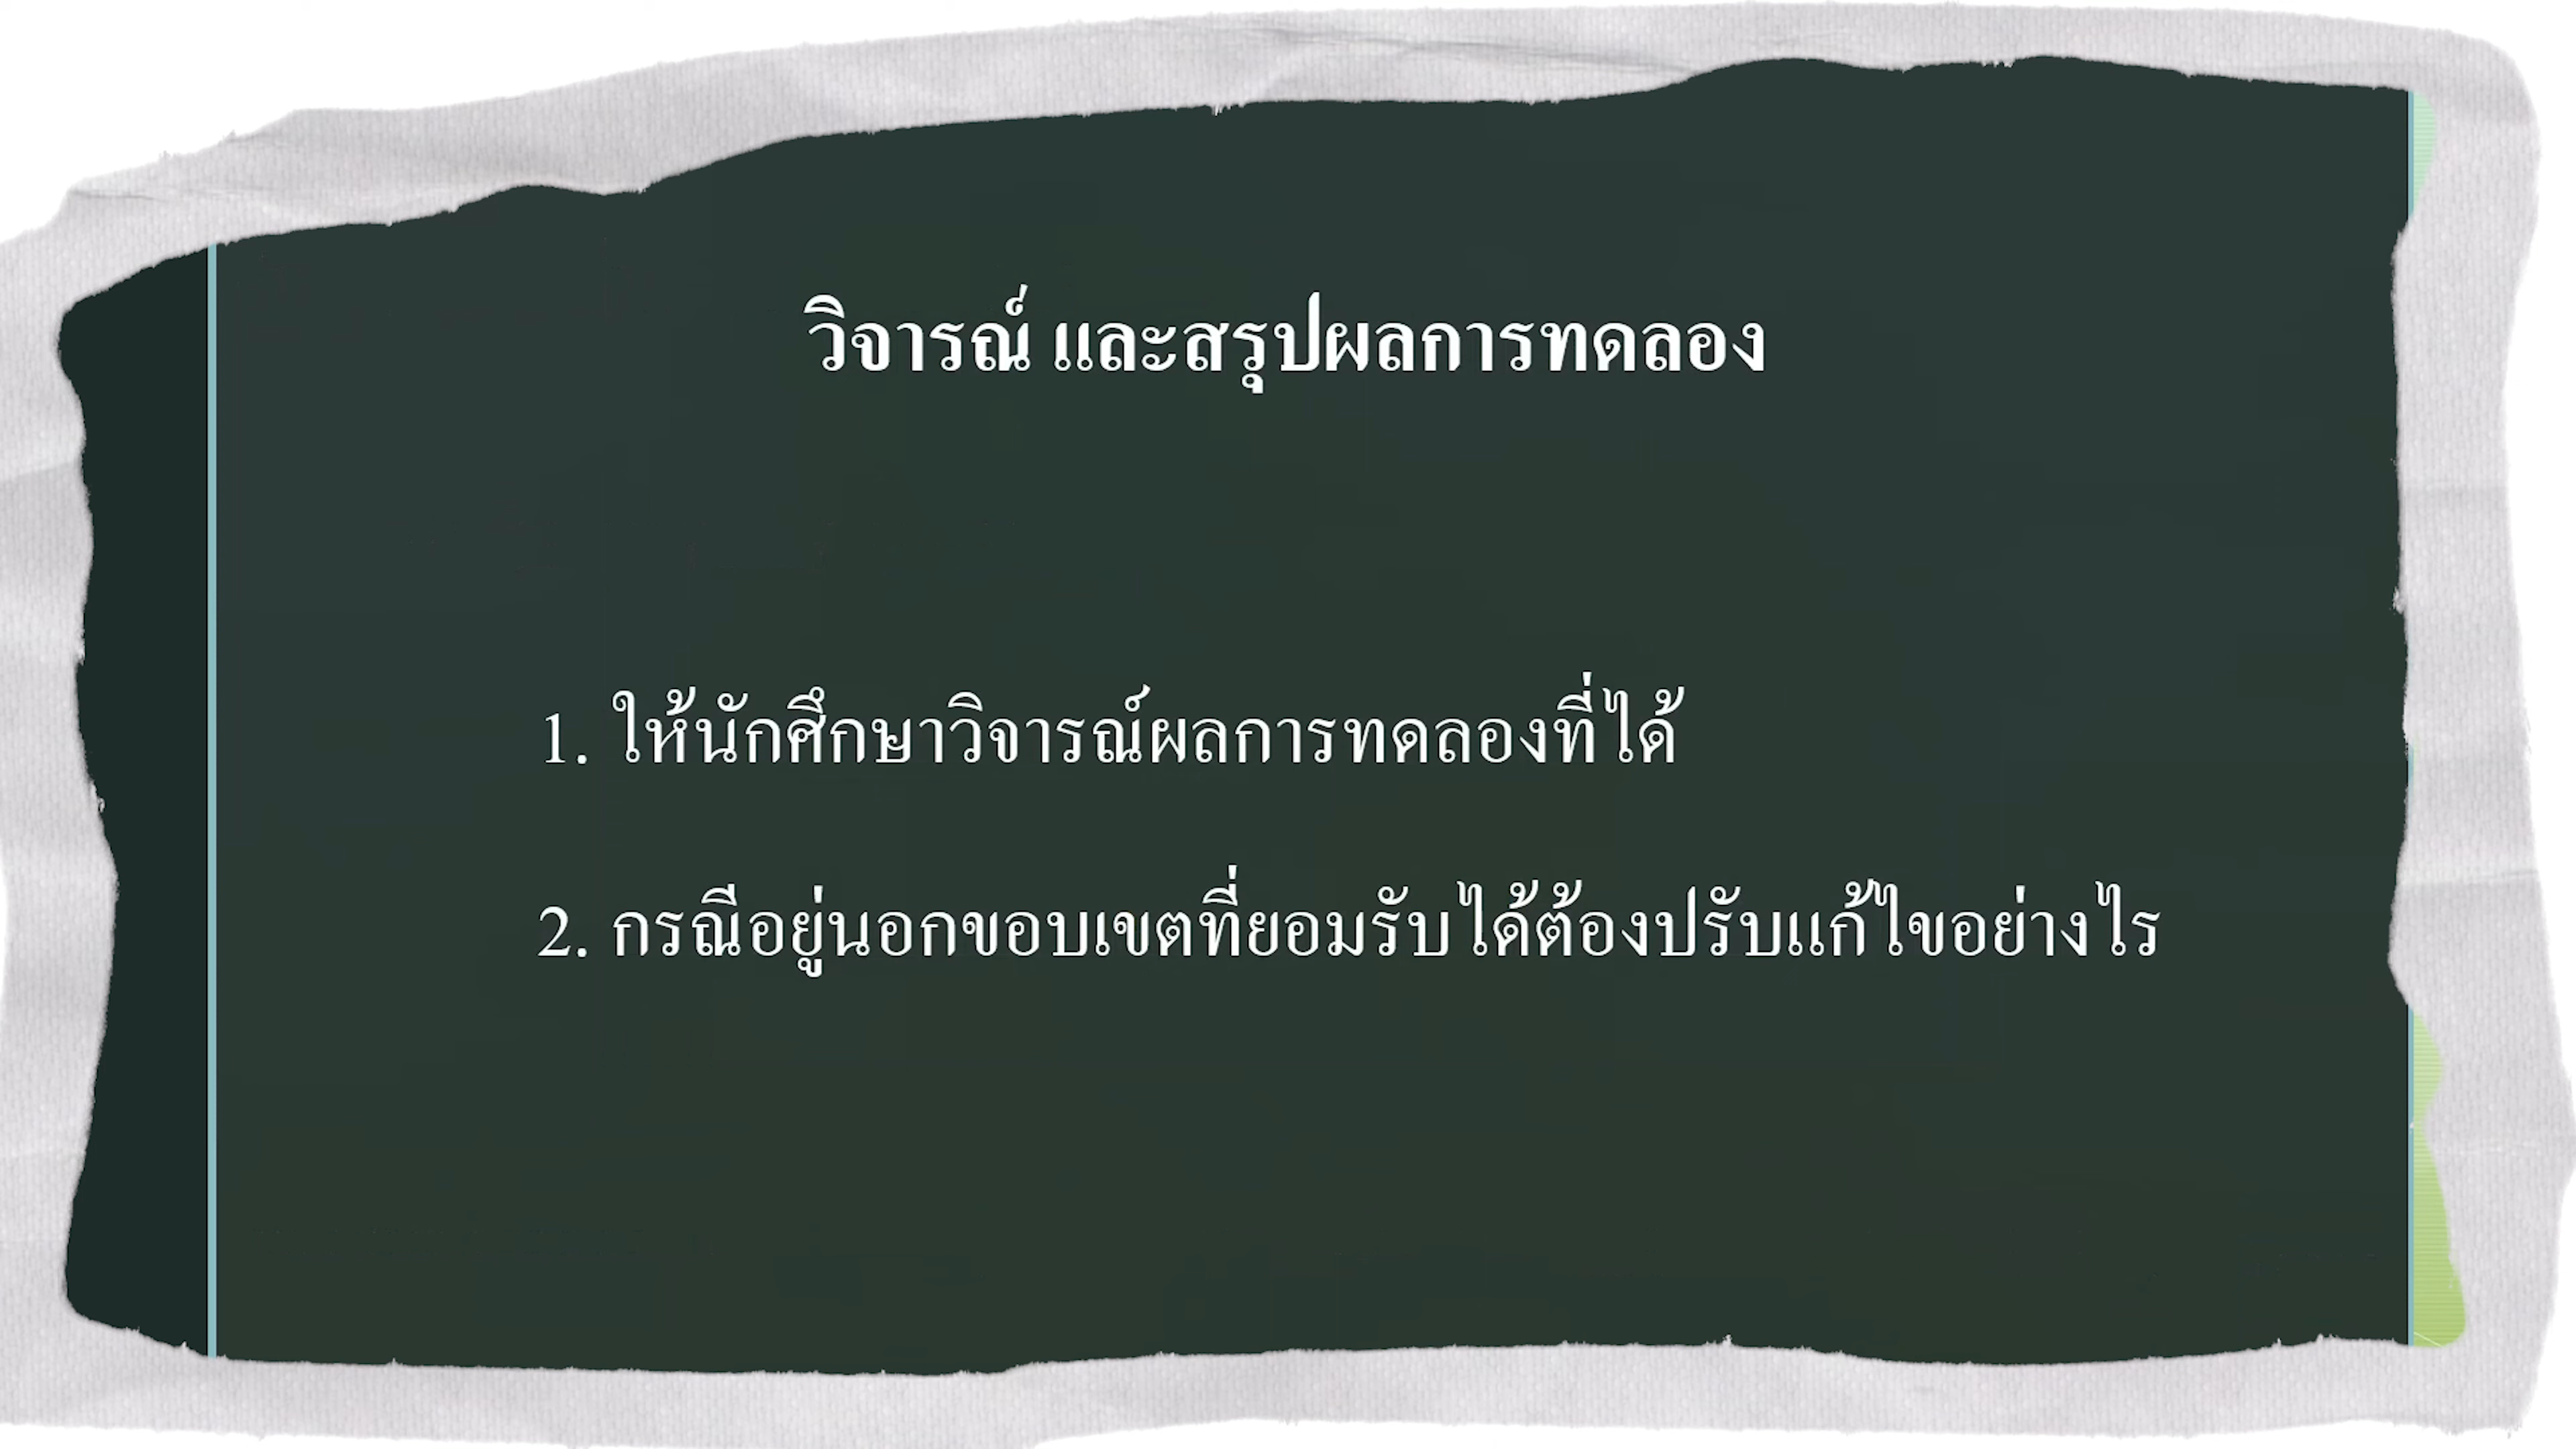 วิจารณ์ และสรุปผลการทดลอง
1. ให้นักศึกษาวิจารณ์ผลการทดลองที่ได้
2. กรณีอยู่นอกขอบเขตที่ยอมรับได้ต้องปรับแก้ไขอย่างไร